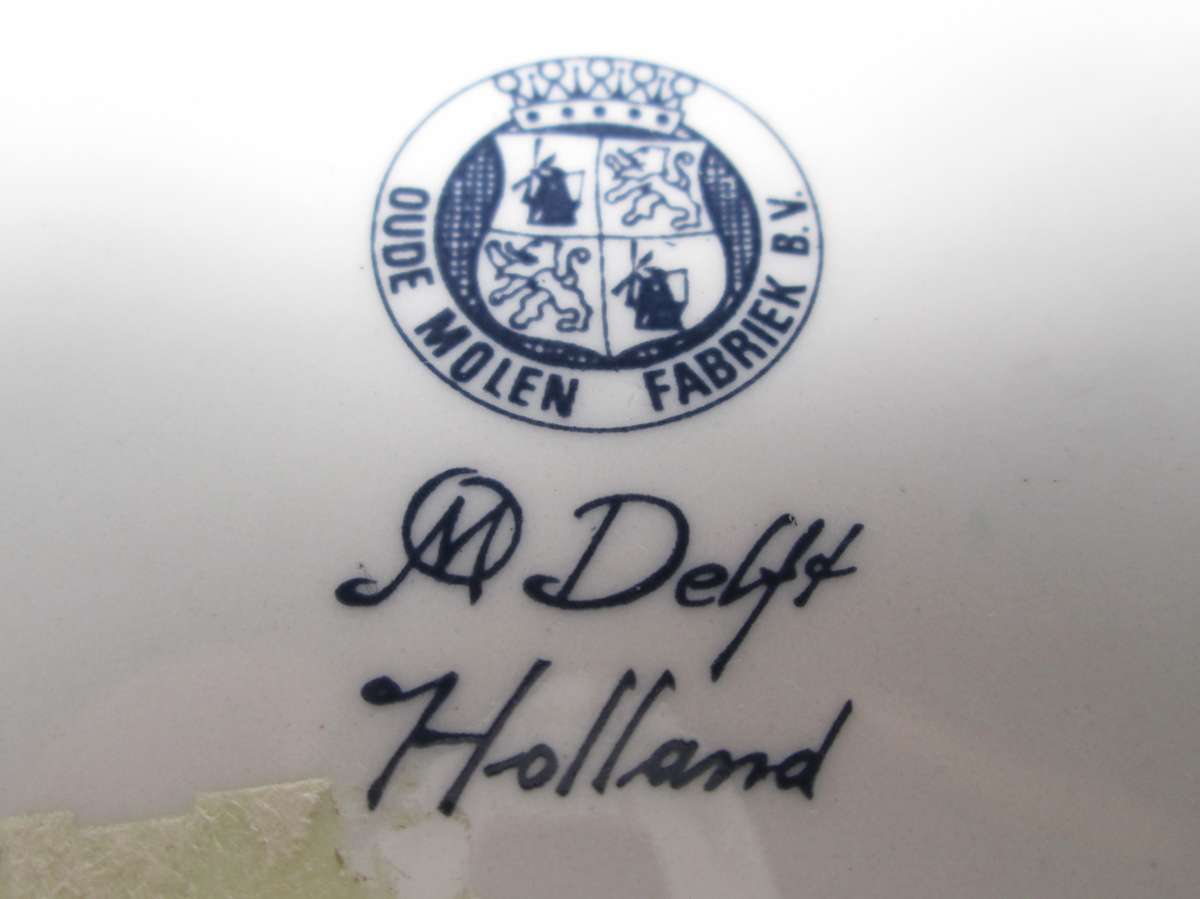 OUDE MOLEN FABRIEK B.V.
OM Delft
Holland